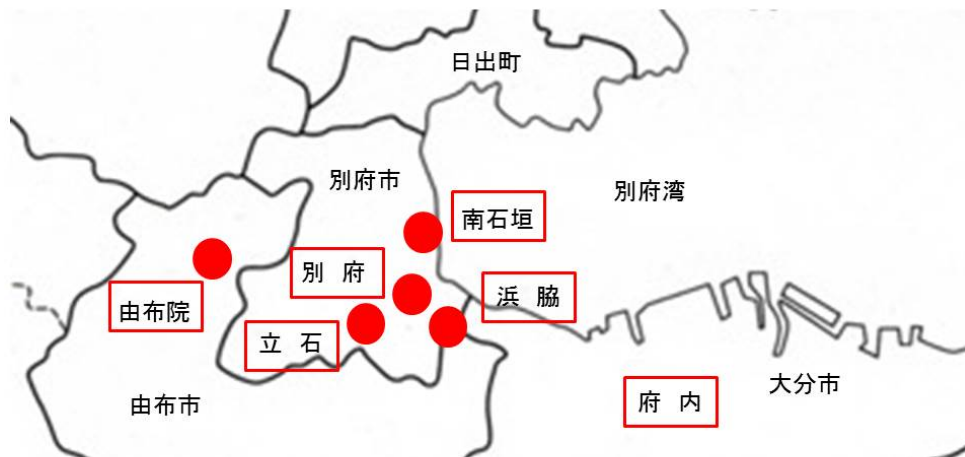 日出町
別府市
別府湾
南石垣
別 府
浜 脇
由布院
立 石
大分市
由布市
府 内